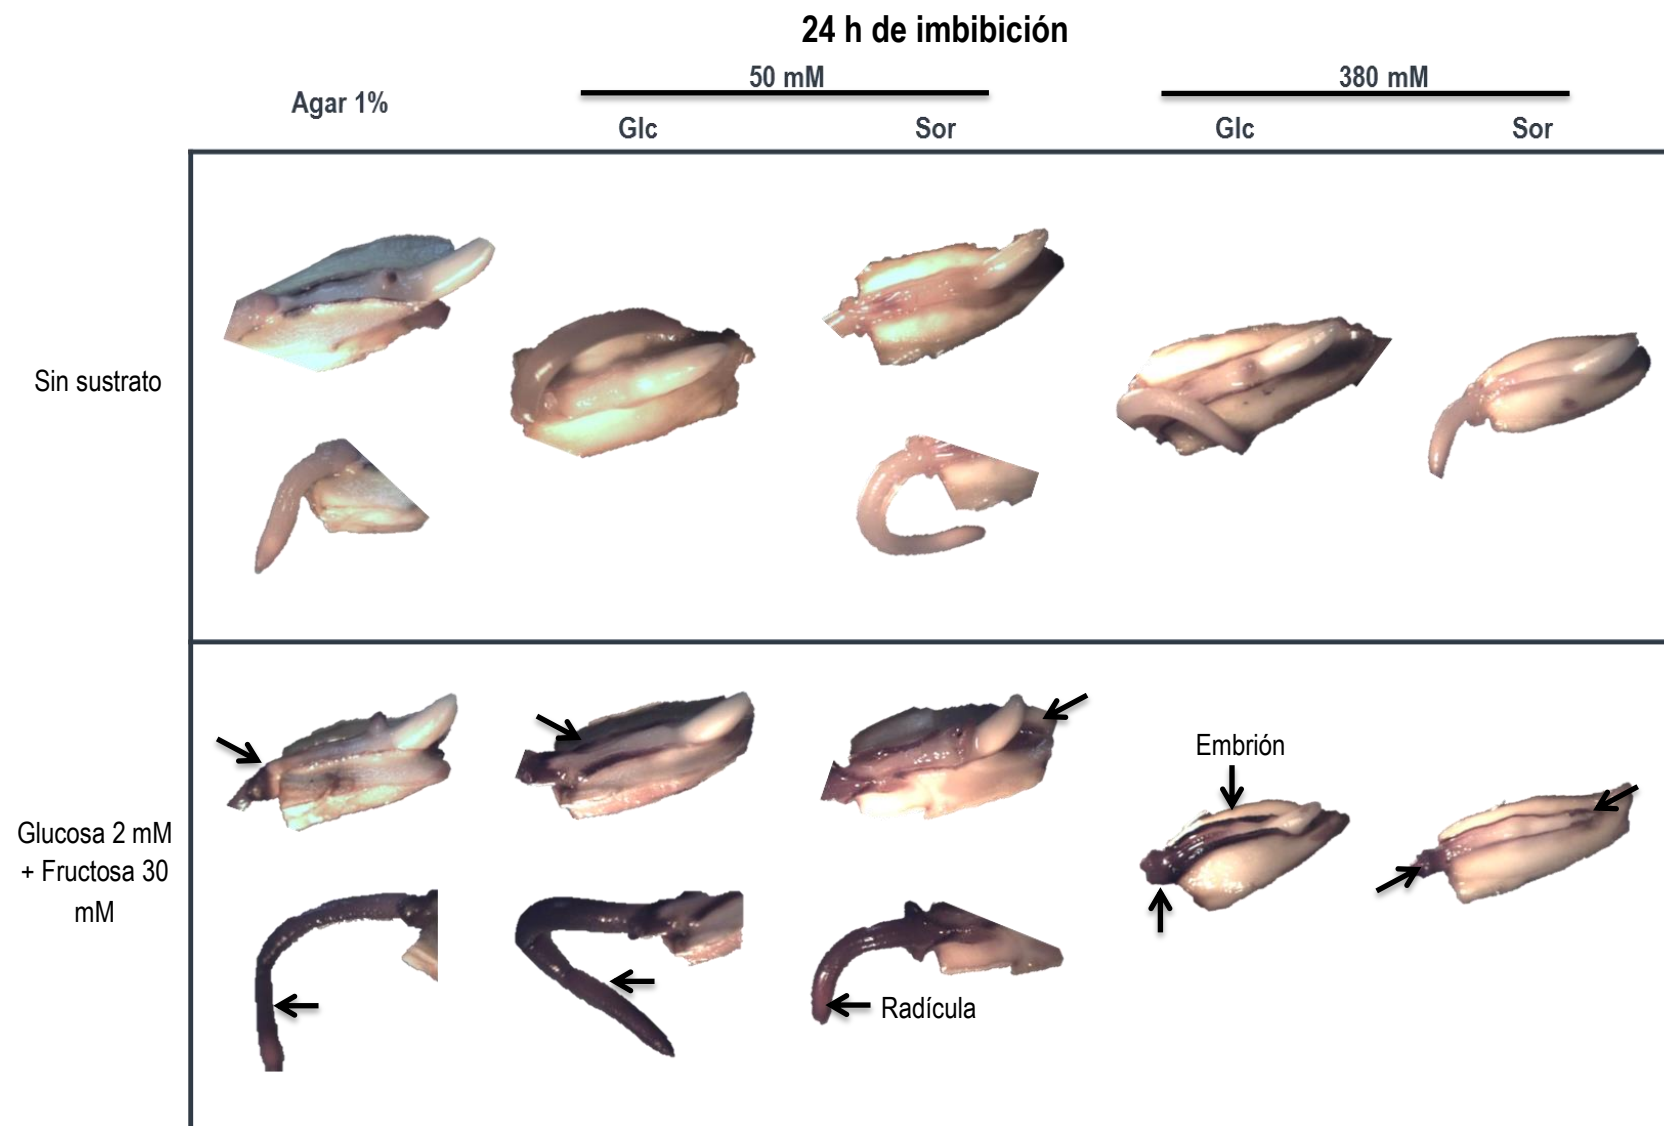 24 h de imbibición
Agar 1%
50 mM
380 mM
Glc
Sor
Glc
Sor
Sin sustrato
Glucosa 2 mM
+ Fructosa 30
mM
Embrión
Radícula